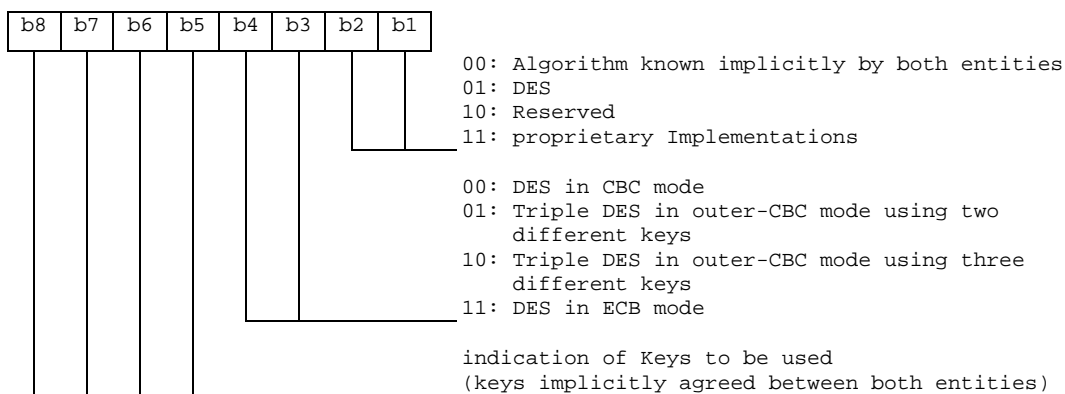 b8 b7 b6 b5 b4 b3 b2 b1
00: Algorithm known implicitly by both entities
01: DES
10: Reserved
11: proprietary Implementations
00: DES in CBC mode
01: Triple DES in outer-CBC mode using two
different keys
10: Triple DES in outer-CBC mode using three
different keys
11: DES in ECB mode
indication of Keys to be used
(keys implicitly agreed between both entities)